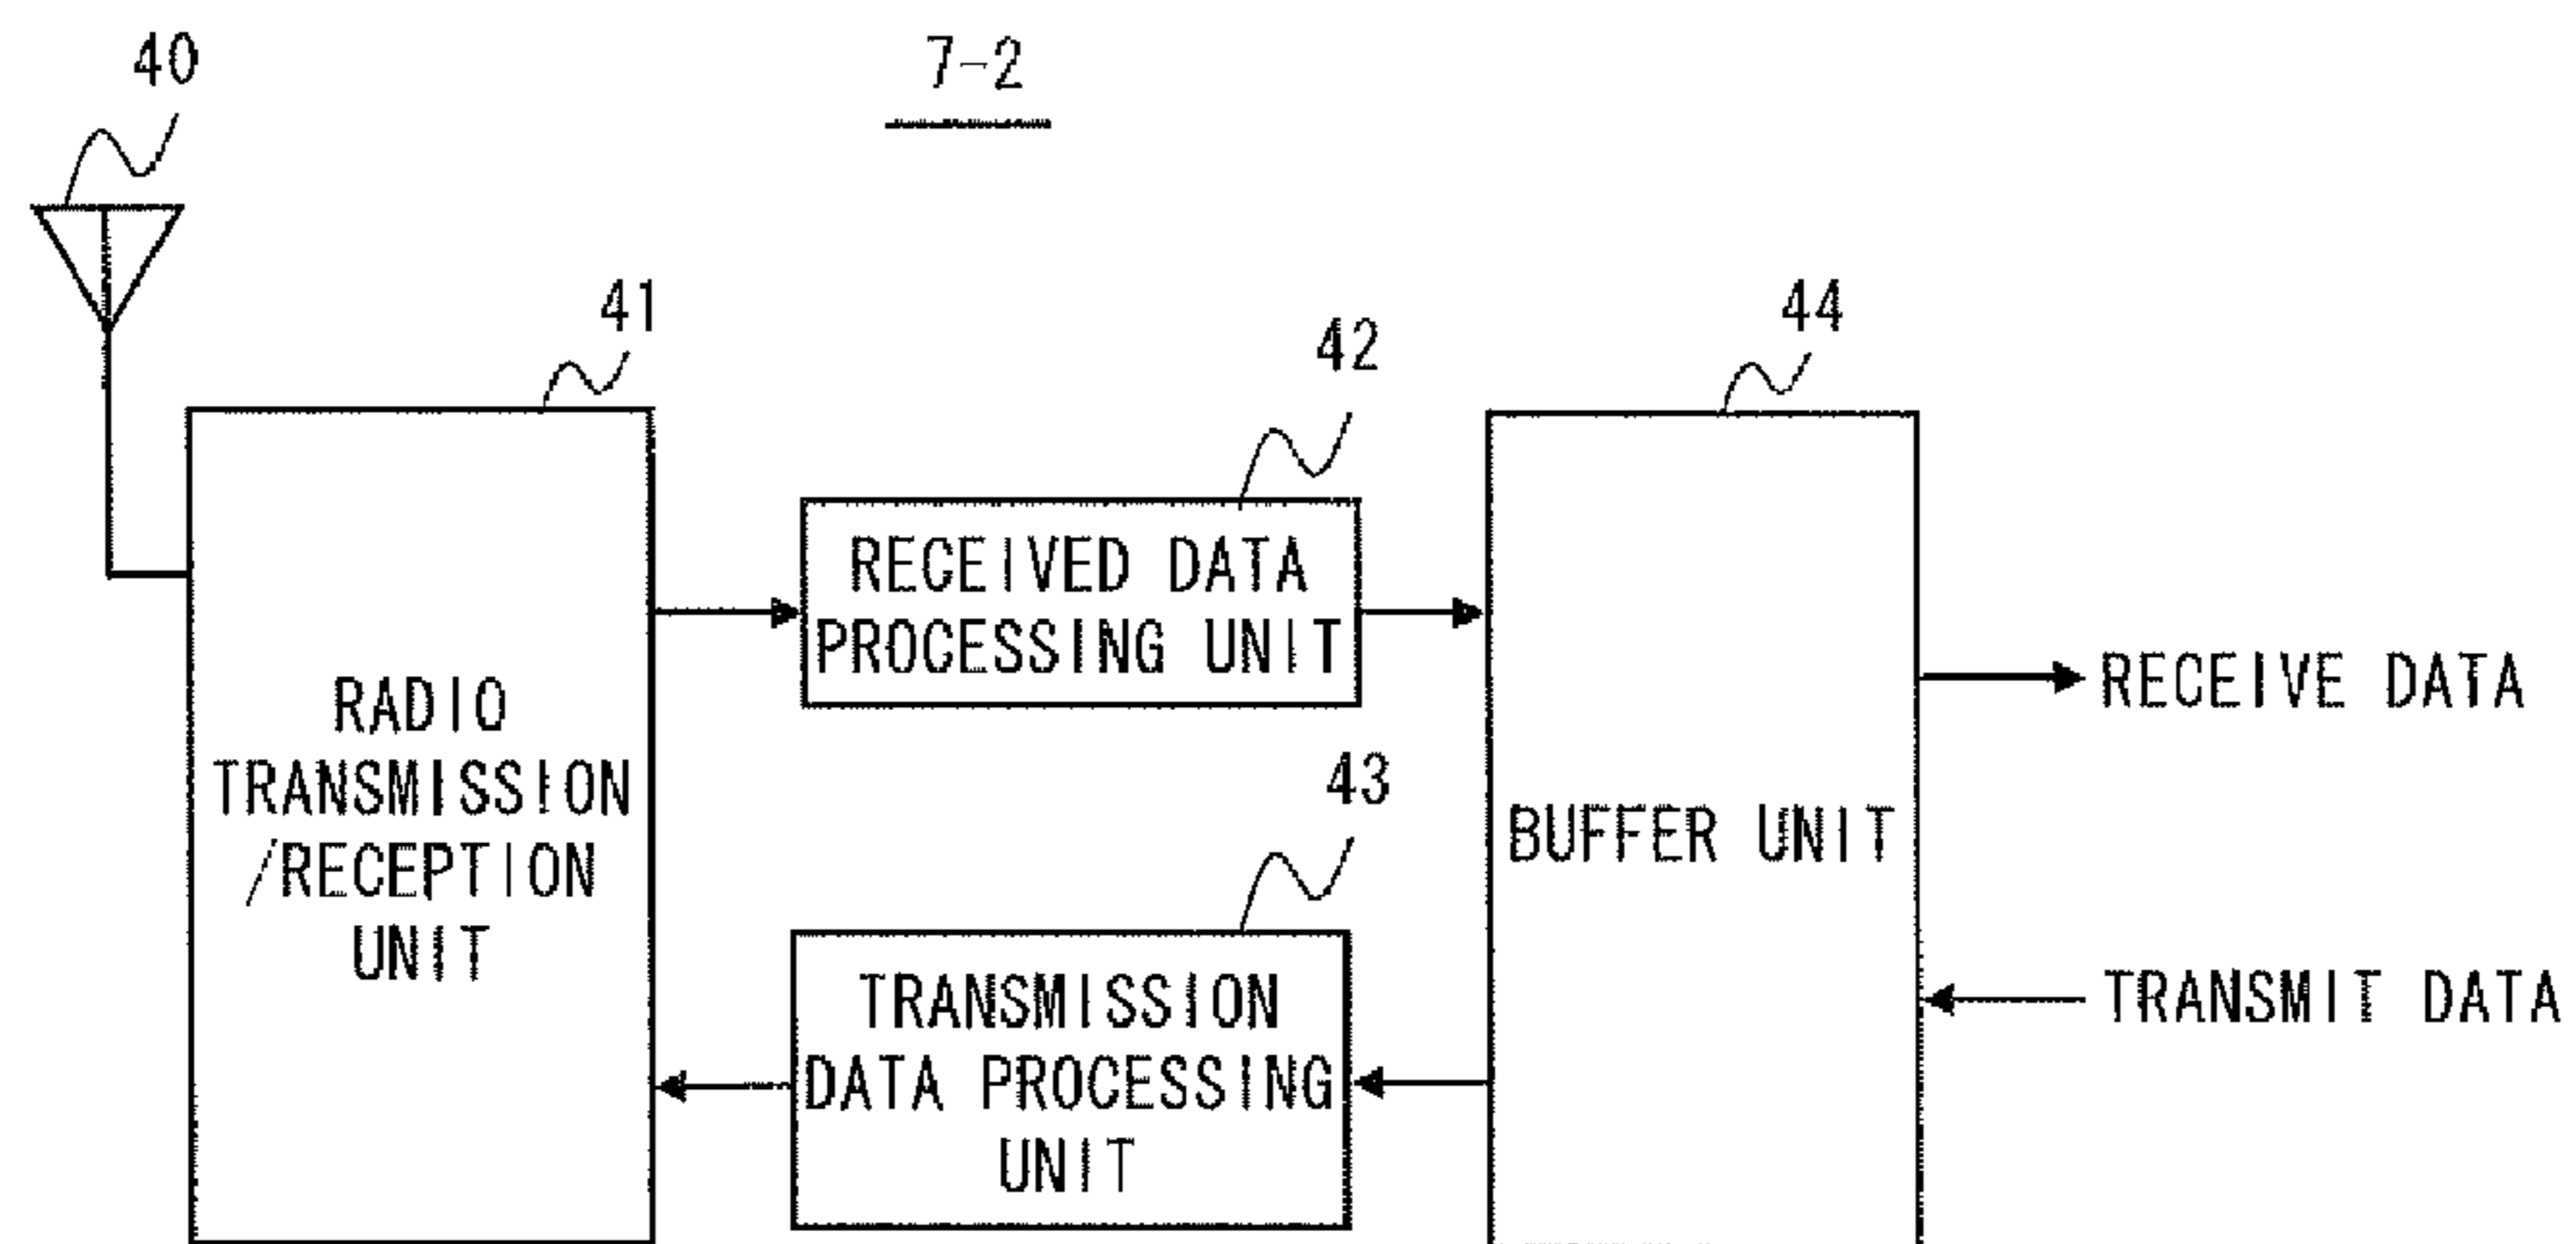 40
7-2
41
42
44
RECEIVED DATA
PROCESSING UNIT
RADIO
TRANSMISSION
/RECEPTION
UNIT
43
BUFFER UNIT
RECEIVE DATA
TRANSMISSION
DATA PROCESSING
UNIT
TRANSMIT DATA